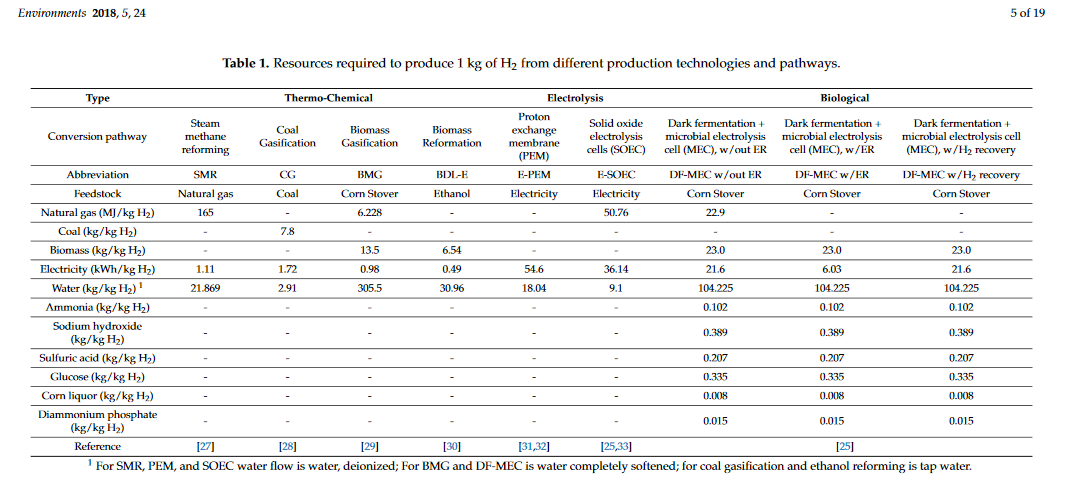 Environments 2018, 5, 24 5 of 19
Table 1. Resources required to produce 1 kg of H2 from different production technologies and pathways.
Type Thermo-Chemical Electrolysis Biological
Conversion pathway Steam methane reforming Coal Gasification Biomass Gasification Biomass Reformation Proton exchange membrane (PEM) Solid oxide electrolysis cells (SOEC) Dark fermentation + microbial electrolysis cell (MEC), w/out ER Dark fermentation + microbial electrolysis cell (MEC), w/ER Dark fermentation + microbial electrolysis cell (MEC), w/H2 recovery
Abbreviation SMR CG BMG BDL-E E-PEM E-SOEC DF-MEC w/out ER DF-MEC w/ER DF-MEC w/H2 recovery
Feedstock Natural gas Coal Corn Stover Ethanol Electricity Electricity Corn Stover Corn Stover Corn Stover
Natural gas (MJ/kg H2) 165 - 6.228 - - 50.76 22.9 - -
Coal (kg/kg H2) - 7.8 - - - - - - -
Biomass (kg/kg H2) - - 13.5 6.54 - - 23.0 23.0 23.0
Electricity (kWh/kg H2) 1.11 1.72 0.98 0.49 54.6 36.14 21.6 6.03 21.6
Water (kg/kg H2) 1 21.869 2.91 305.5 30.96 18.04 9.1 104.225 104.225 104.225
Ammonia (kg/kg H2) - - - - - - 0.102 0.102 0.102
Sodium hydroxide (kg/kg H2) - - - - - - 0.389 0.389 0.389
Sulfuric acid (kg/kg H2) - - - - - - 0.207 0.207 0.207
Glucose (kg/kg H2) - - - - - - 0.335 0.335 0.335
Corn liquor (kg/kg H2) - - - - - - 0.008 0.008 0.008
Diammonium phosphate (kg/kg H2) - - - - - - 0.015 0.015 0.015
Reference [27] [28] [29] [30] [31,32] [25,33] [25]
1 For SMR, PEM, and SOEC water flow is water, deionized; For BMG and DF-MEC is water completely softened; for coal gasification and ethanol reforming is tap water.